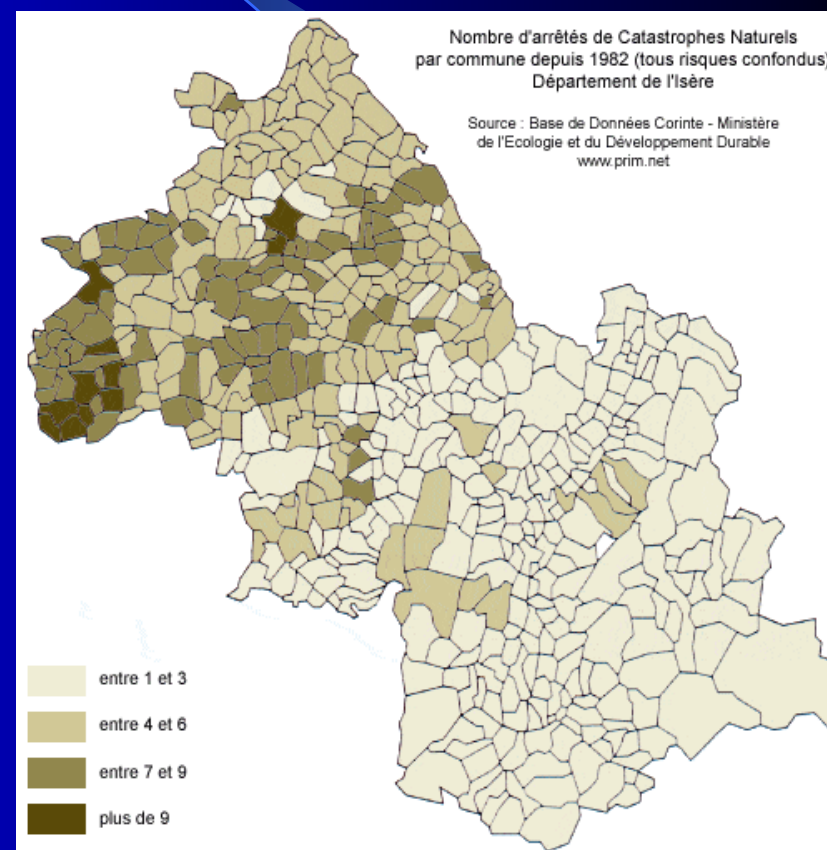 Nombre d'arrêtés de Catastrophes Naturels
par commune depuis 1982 (tous risques confondus)
Département de l'Isère
Source : Base de Données Corinte - Ministère
de l'Ecologie et du Développement Durable
www.prim.net
entre 1 et 3
entre 4 et 6
entre 7 et 9
plus de 9